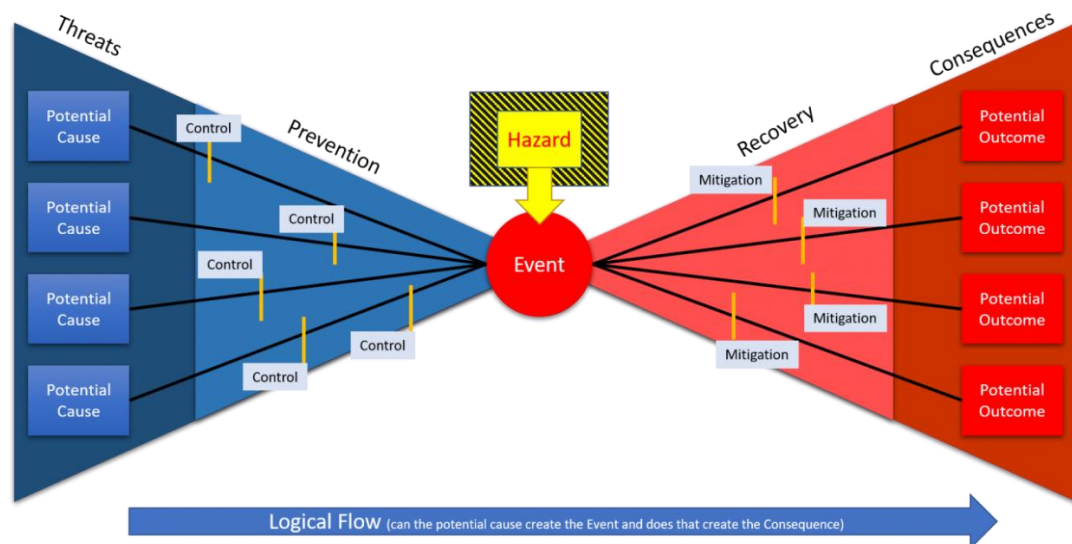 Threats
Consequences
Prevention
Recovery
Hazard
Event
Potential
Cause
Potential
Cause
Potential
Cause
Potential
Cause
Control
Control
Control
Control
Control
Mitigation
Mitigation
Mitigation
Mitigation
Potential
Outcome
Potential
Outcome
Potential
Outcome
Potential
Outcome
Logical Flow (can the potential cause create the Event and does that create the Consequence)